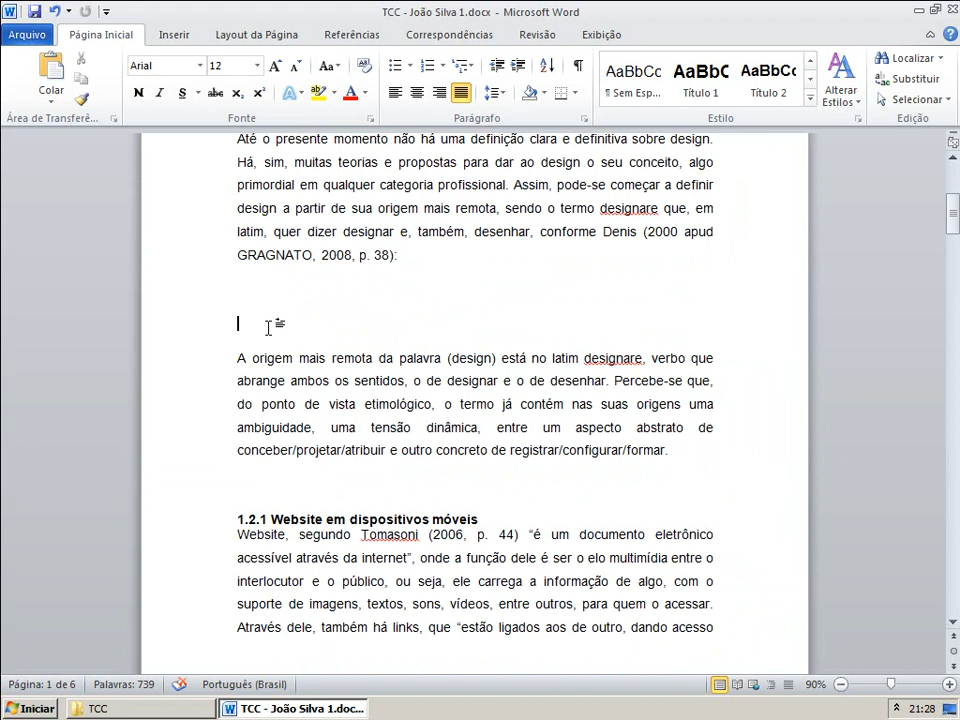 TCC - João Silva 1.docx - Microsoft Word
Arquivo Página Inicial Inserir Layout da Página Referências Correspondências Revisão Exibição
Colar
Arial 12 Aa
N I S abc x₂ x² A ab A
AaBbCc AaBbC AaBbCc
¶ Sem Esp... Título 1 Título 2
Alterar Estilos
Localizar
Substituir
Selecionar
Área de Transferê... Fonte Parágrafo Estilo Edição
Até o presente momento não há uma definição clara e definitiva sobre design.
Há, sim, muitas teorias e propostas para dar ao design o seu conceito, algo
primordial em qualquer categoria profissional. Assim, pode-se começar a definir
design a partir de sua origem mais remota, sendo o termo designare que, em
latim, quer dizer designar e, também, desenhar, conforme Denis (2000 apud
GRAGNATO, 2008, p. 38):
A origem mais remota da palavra (design) está no latim designare, verbo que
abrange ambos os sentidos, o de designar e o de desenhar. Percebe-se que,
do ponto de vista etimológico, o termo já contém nas suas origens uma
ambiguidade, uma tensão dinâmica, entre um aspecto abstrato de
conceber/projetar/atribuir e outro concreto de registrar/configurar/formar.
1.2.1 Website em dispositivos móveis
Website, segundo Tomasoni (2006, p. 44) “é um documento eletrônico
acessível através da internet”, onde a função dele é ser o elo multimídia entre o
interlocutor e o público, ou seja, ele carrega a informação de algo, com o
suporte de imagens, textos, sons, vídeos, entre outros, para quem o acessar.
Através dele, também há links, que “estão ligados aos de outro, dando acesso
Página: 1 de 6 Palavras: 739 Português (Brasil) 90%
Iniciar TCC TCC - João Silva 1.doc... 21:28